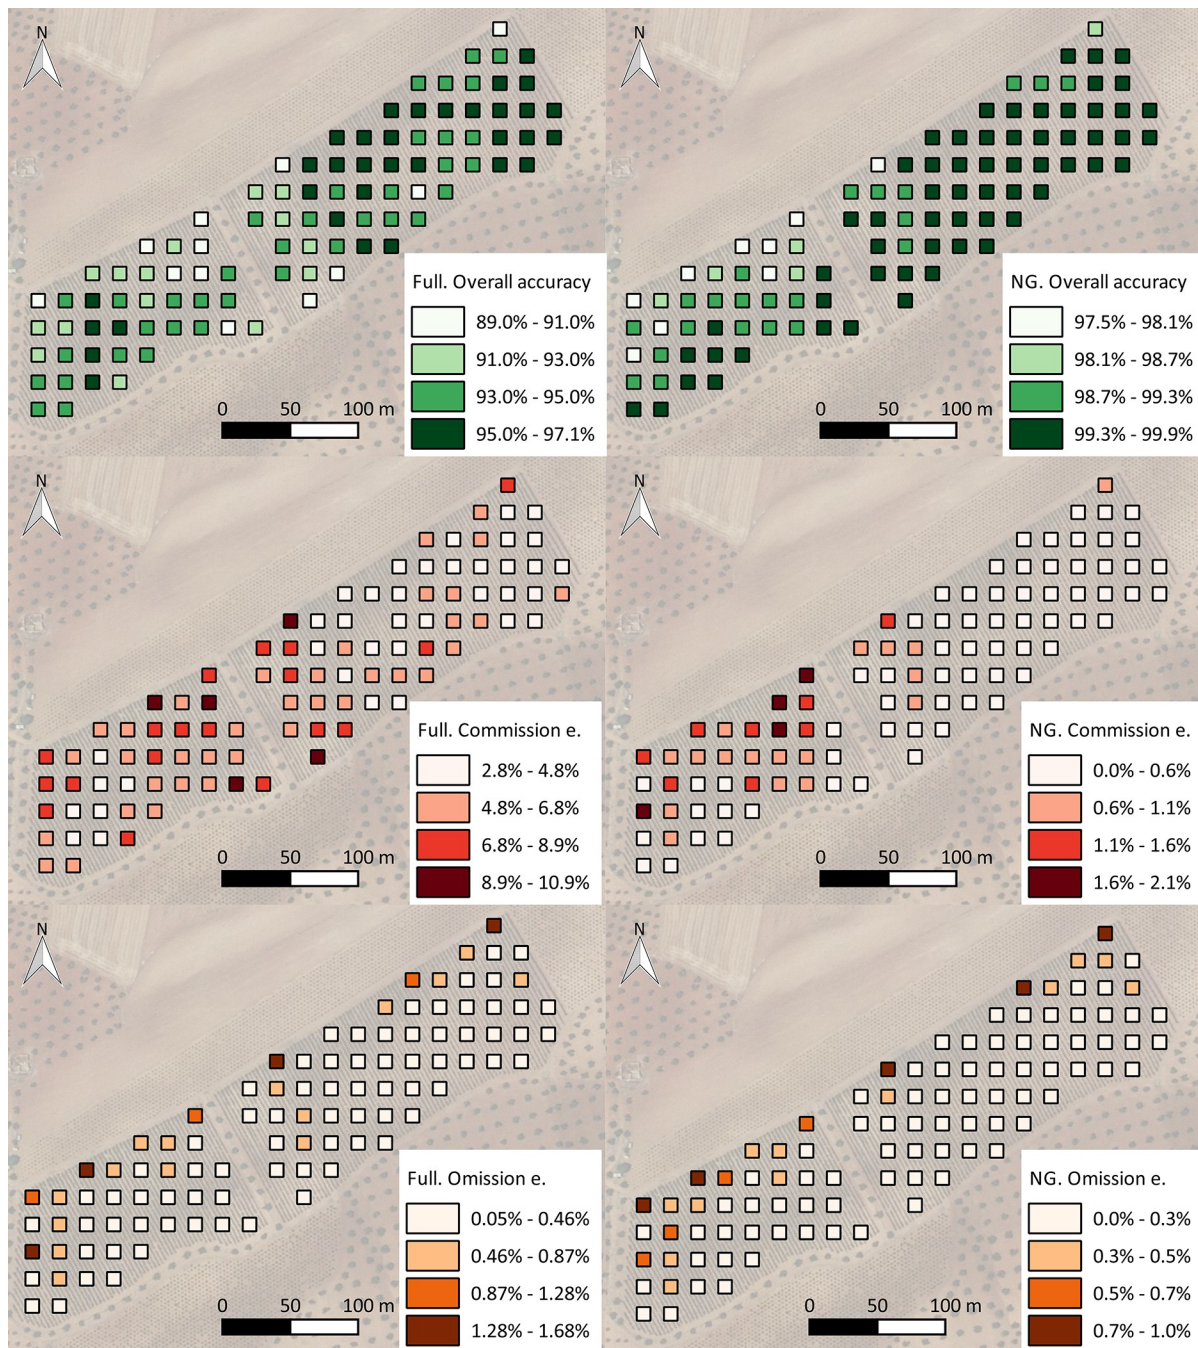 N
Full. Overall accuracy
89.0% - 91.0%
91.0% - 93.0%
93.0% - 95.0%
95.0% - 97.1%
0 50 100 m
N
NG. Overall accuracy
97.5% - 98.1%
98.1% - 98.7%
98.7% - 99.3%
99.3% - 99.9%
0 50 100 m
N
Full. Commission e.
2.8% - 4.8%
4.8% - 6.8%
6.8% - 8.9%
8.9% - 10.9%
0 50 100 m
N
NG. Commission e.
0.0% - 0.6%
0.6% - 1.1%
1.1% - 1.6%
1.6% - 2.1%
0 50 100 m
N
Full. Omission e.
0.05% - 0.46%
0.46% - 0.87%
0.87% - 1.28%
1.28% - 1.68%
0 50 100 m
N
NG. Omission e.
0.0% - 0.3%
0.3% - 0.5%
0.5% - 0.7%
0.7% - 1.0%
0 50 100 m